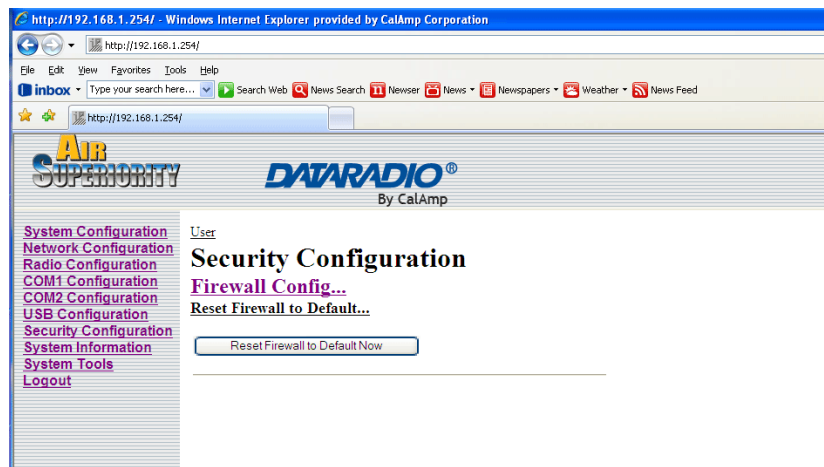 http://192.168.1.254/ - Windows Internet Explorer provided by CalAmp Corporation
http://192.168.1.254/
File Edit View Favorites Tools Help
inbox Type your search here... Search Web News Search Newser News Newspapers Weather News Feed
http://192.168.1.254/
AIR
SUPERIORITY
DATARADIO®
By CalAmp
System Configuration
Network Configuration
Radio Configuration
COM1 Configuration
COM2 Configuration
USB Configuration
Security Configuration
System Information
System Tools
Logout
User
Security Configuration
Firewall Config...
Reset Firewall to Default...
Reset Firewall to Default Now